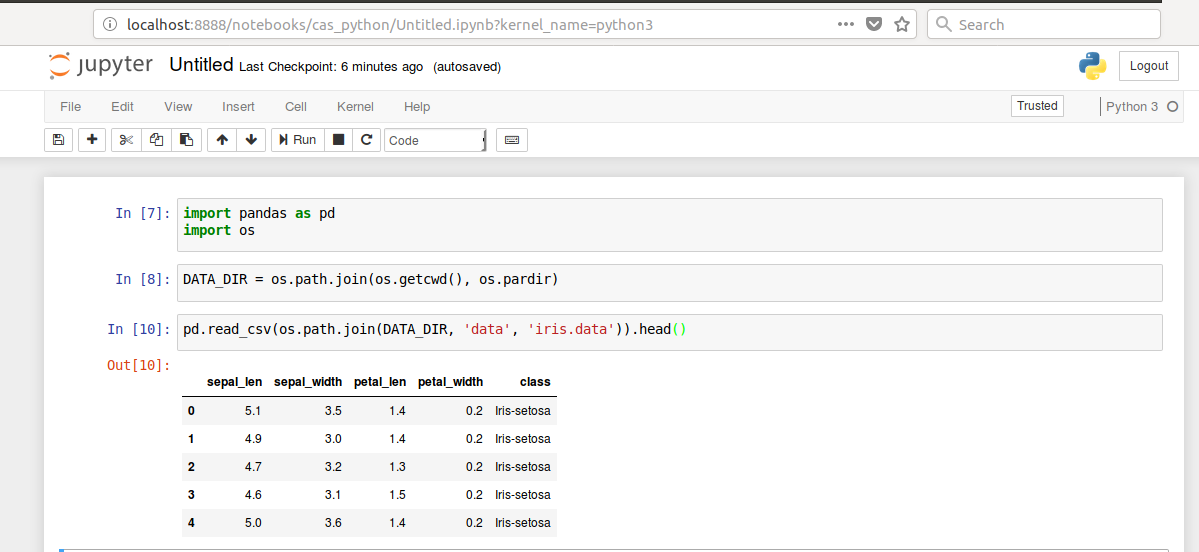 localhost:8888/notebooks/cas_python/Untitled.ipynb?kernel_name=python3 Search
jupyter Untitled Last Checkpoint: 6 minutes ago (autosaved) Logout
File Edit View Insert Cell Kernel Help Trusted Python 3
Run Code
In [7]: import pandas as pd
import os
In [8]: DATA_DIR = os.path.join(os.getcwd(), os.pardir)
In [10]: pd.read_csv(os.path.join(DATA_DIR, 'data', 'iris.data')).head()
Out[10]:
sepal_len sepal_width petal_len petal_width class
0 5.1 3.5 1.4 0.2 Iris-setosa
1 4.9 3.0 1.4 0.2 Iris-setosa
2 4.7 3.2 1.3 0.2 Iris-setosa
3 4.6 3.1 1.5 0.2 Iris-setosa
4 5.0 3.6 1.4 0.2 Iris-setosa